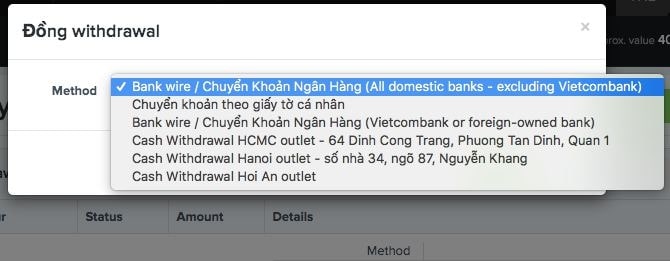 Đồng withdrawal
×
rox. value 40
Method
✓ Bank wire / Chuyển Khoản Ngân Hàng (All domestic banks - excluding Vietcombank)
Chuyển khoản theo giấy tờ cá nhân
Bank wire / Chuyển Khoản Ngân Hàng (Vietcombank or foreign-owned bank)
Cash Withdrawal HCMC outlet - 64 Dinh Cong Trang, Phuong Tan Dinh, Quan 1
Cash Withdrawal Hanoi outlet - số nhà 34, ngõ 87, Nguyễn Khang
Cash Withdrawal Hoi An outlet
Status Amount Details
Method